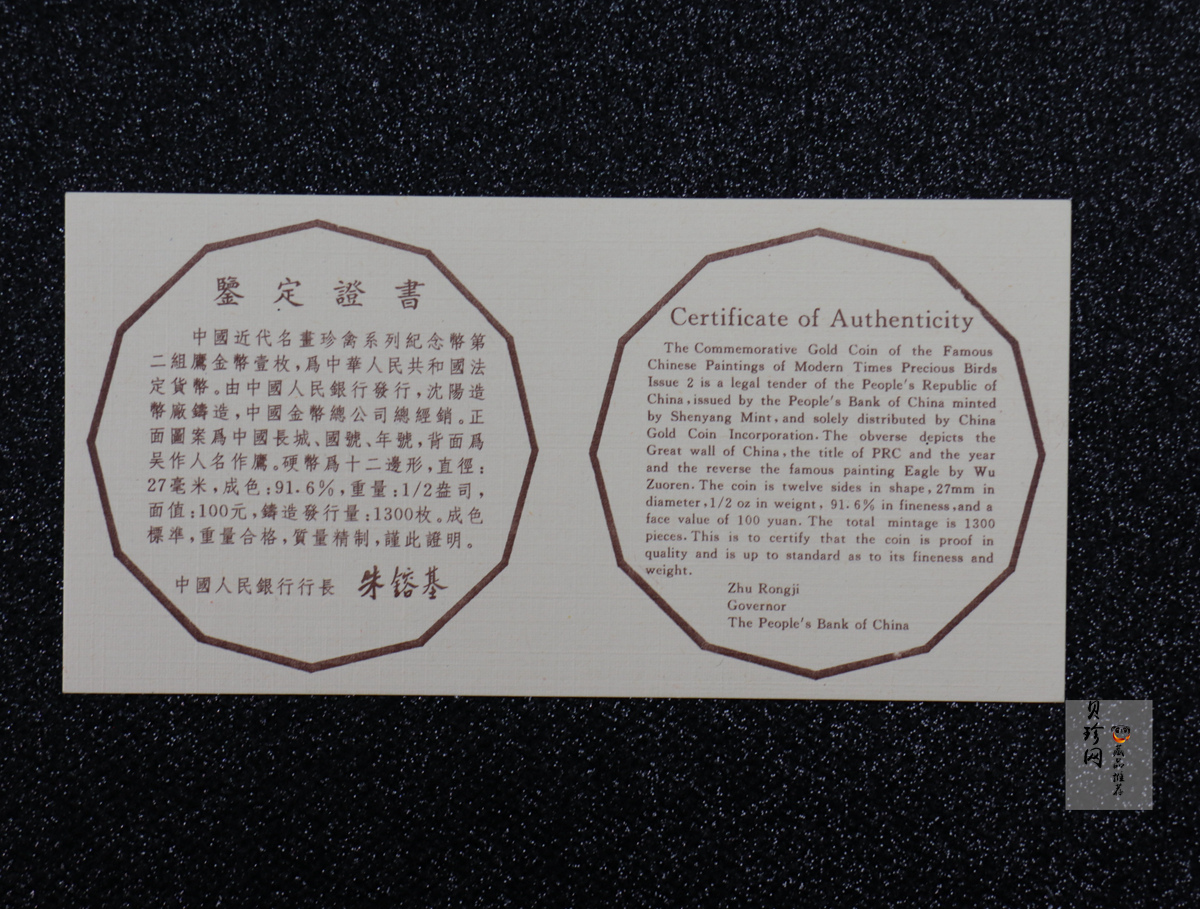 鑒定證書
中國近代名畫珍禽系列紀念幣第
二組鷹金幣壹枚，爲中華人民共和國法
定貨幣。由中國人民銀行發行，沈陽造
幣廠鑄造，中國金幣總公司總經銷。正
面圖案爲中國長城、國號、年號，背面爲
吴作人名作鷹。硬幣爲十二邊形，直徑：
27毫米，成色：91.6%，重量：1/2盎司，
面值：100元，鑄造發行量：1300枚。成色
標準，重量合格，質量精制，謹此證明。
中國人民銀行行長 朱鎔基
Certificate of Authenticity
The Commemorative Gold Coin of the Famous
Chinese Paintings of Modern Times Precious Birds
Issue 2 is a legal tender of the People's Republic of
China, issued by the People's Bank of China minted
by Shenyang Mint, and solely distributed by China
Gold Coin Incorporation. The obverse depicts the
Great wall of China, the title of PRC and the year
and the reverse the famous painting Eagle by Wu
Zuoren. The coin is twelve sides in shape, 27mm in
diameter, 1/2 oz in weignt, 91.6% in fineness, and a
face value of 100 yuan. The total mintage is 1300
pieces. This is to certify that the coin is proof in
quality and is up to standard as to its fineness and
weight.
Zhu Rongji
Governor
The People's Bank of China
贝珍网
藏品推荐